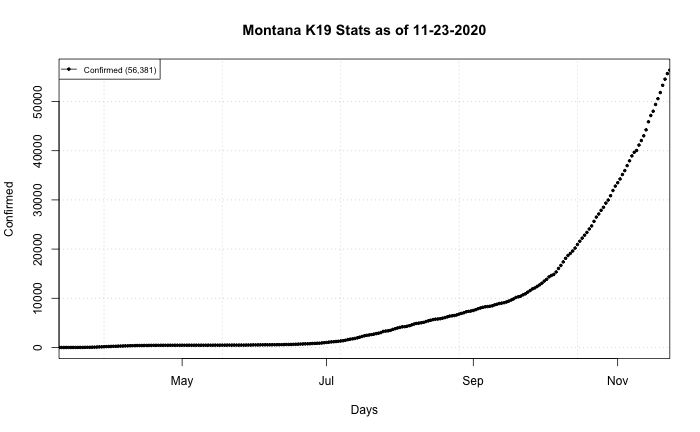 Montana K19 Stats as of 11-23-2020
Confirmed (56,381)
Confirmed
50000
40000
30000
20000
10000
0
May
Jul
Sep
Nov
Days